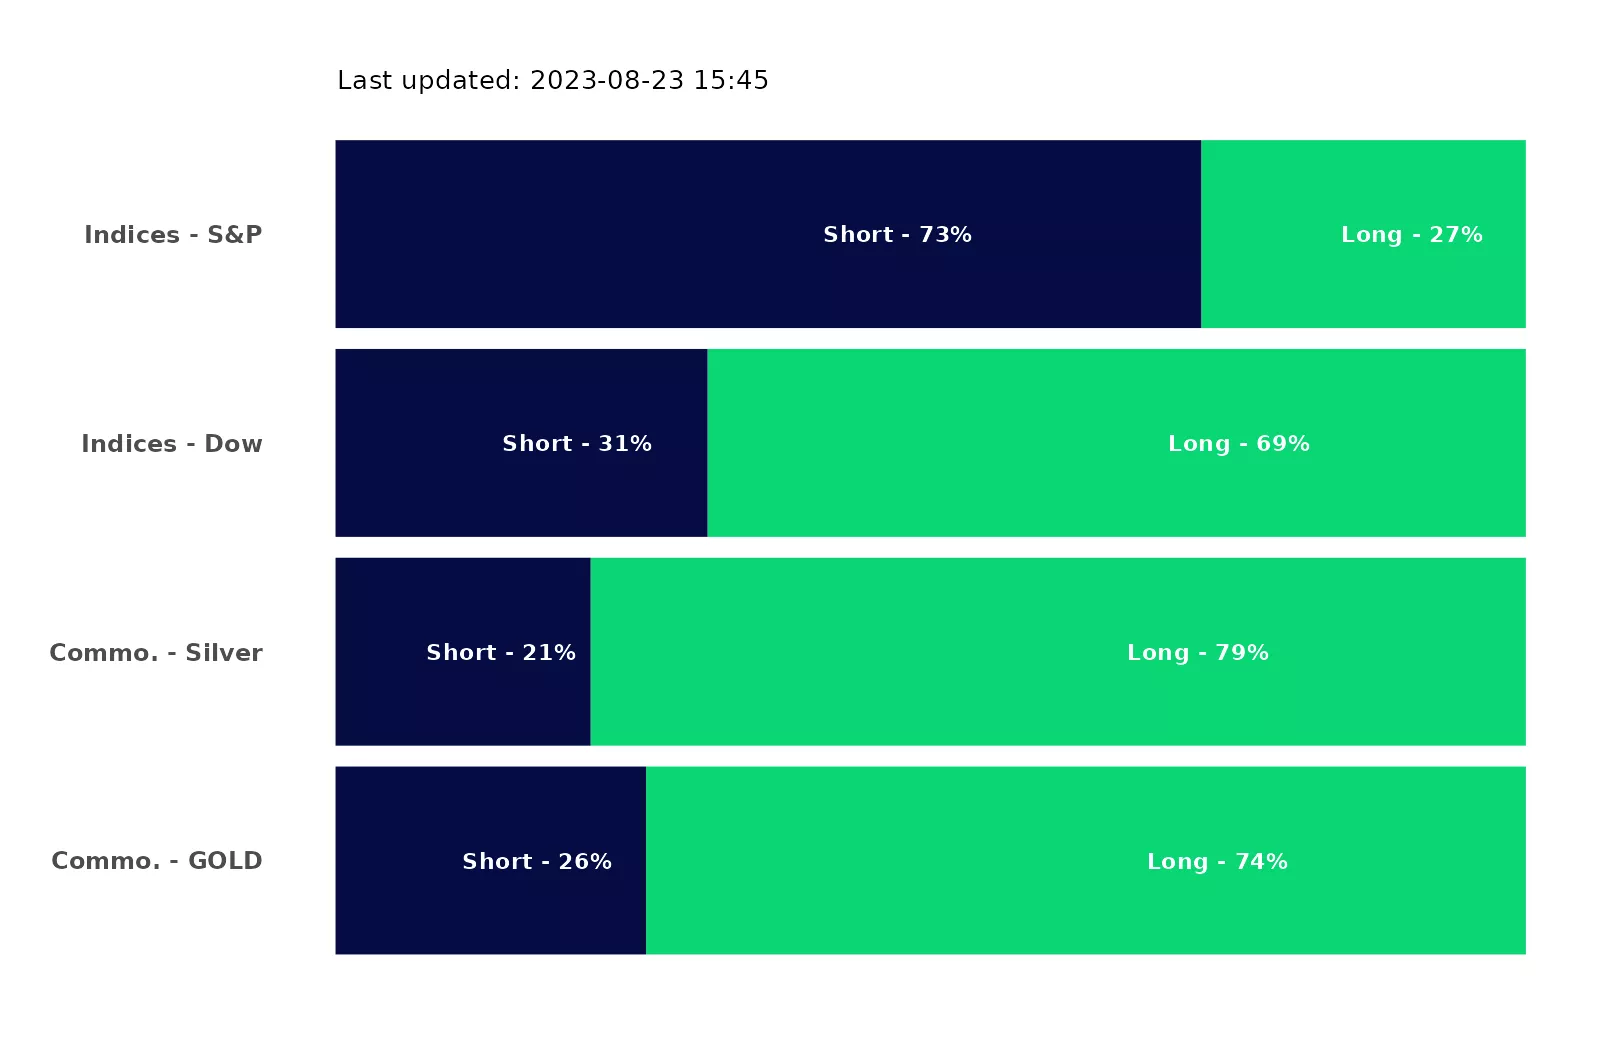 Last updated: 2023-08-23 15:45
Indices - S&P
Short - 73%
Long - 27%
Indices - Dow
Short - 31%
Long - 69%
Commo. - Silver
Short - 21%
Long - 79%
Commo. - GOLD
Short - 26%
Long - 74%